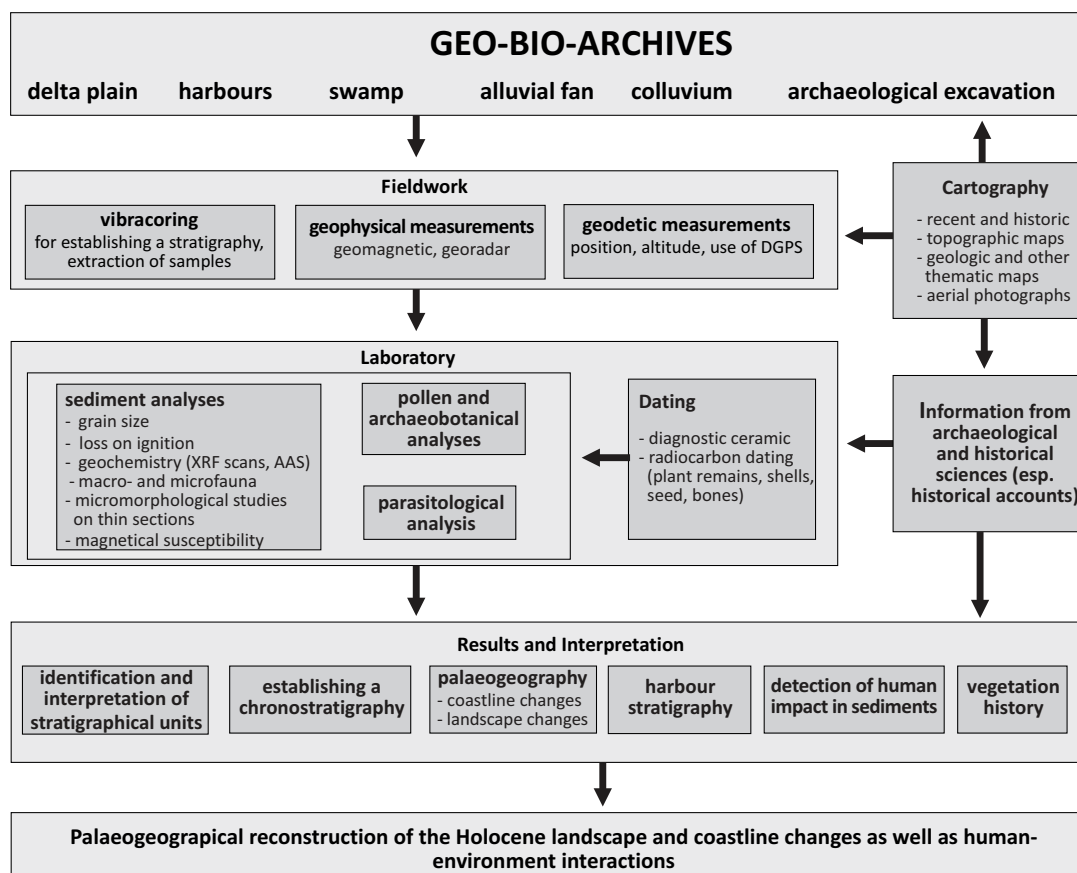 GEO-BIO-ARCHIVES
delta plain harbours swamp alluvial fan colluvium archaeological excavation
Fieldwork
vibracoring
for establishing a stratigraphy,
extraction of samples
geophysical measurements
geomagnetic, georadar
geodetic measurements
position, altitude, use of DGPS
Cartography
- recent and historic
- topographic maps
- geologic and other
thematic maps
- aerial photographs
Laboratory
sediment analyses
- grain size
- loss on ignition
- geochemistry (XRF scans, AAS)
- macro- and microfauna
- micromorphological studies
on thin sections
- magnetical susceptibility
pollen and
archaeobotanical
analyses
parasitological
analysis
Dating
- diagnostic ceramic
- radiocarbon dating
(plant remains, shells,
seed, bones)
Information from
archaeological
and historical
sciences (esp.
historical accounts)
Results and Interpretation
identification and
interpretation of
stratigraphical units
establishing a
chronostratigraphy
palaeogeography
- coastline changes
- landscape changes
harbour
stratigraphy
detection of human
impact in sediments
vegetation
history
Palaeograpical reconstruction of the Holocene landscape and coastline changes as well as human-
environment interactions